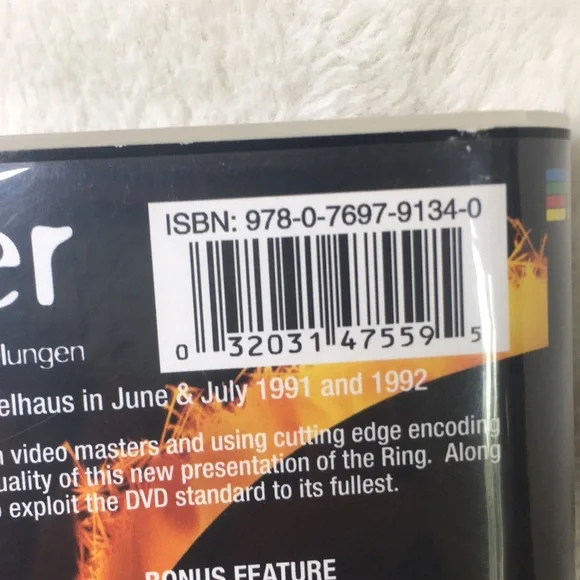 ISBN: 978-0-7697-9134-0
er
0 32031 47559 5
lungen
elhaus in June & July 1991 and 1992
video masters and using cutting edge encoding
uality of this new presentation of the Ring. Along
exploit the DVD standard to its fullest.
BONUS FEATURE